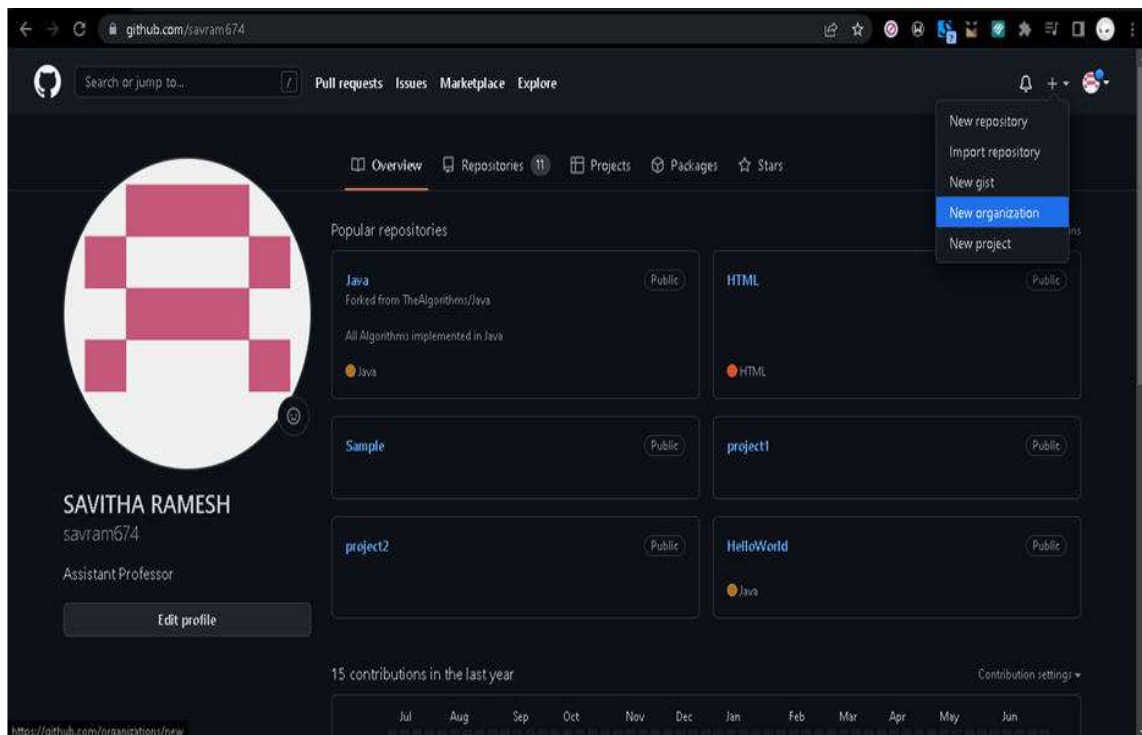 github.com/savram674
7
Search or jump to...
/
Pull requests Issues Marketplace Explore
New repository
Import repository
New gist
New organization
New project
Overview Repositories 11 Projects Packages Stars
Popular repositories
Java Public
Forked from TheAlgorithms/Java
All Algorithms implemented in Java
Java
HTML Public
HTML
Sample Public
project1 Public
project2 Public
HelloWorld Public
Java
SAVITHA RAMESH
savram674
Assistant Professor
Edit profile
15 contributions in the last year Contribution settings
Jul Aug Sep Oct Nov Dec Jan Feb Mar Apr May Jun
https://github.com/organizations/new